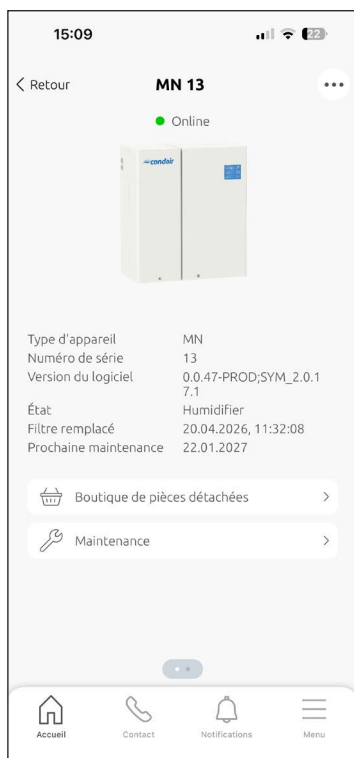 15:09
22
Retour
MN 13
Online
condair
Type d'appareil MN
Numéro de série 13
Version du logiciel 0.0.47-PROD;SYM_2.0.1
7.1
État Humidifier
Filtre remplacé 20.04.2026, 11:32:08
Prochaine maintenance 22.01.2027
Boutique de pièces détachées
Maintenance
Accueil Contact Notifications Menu